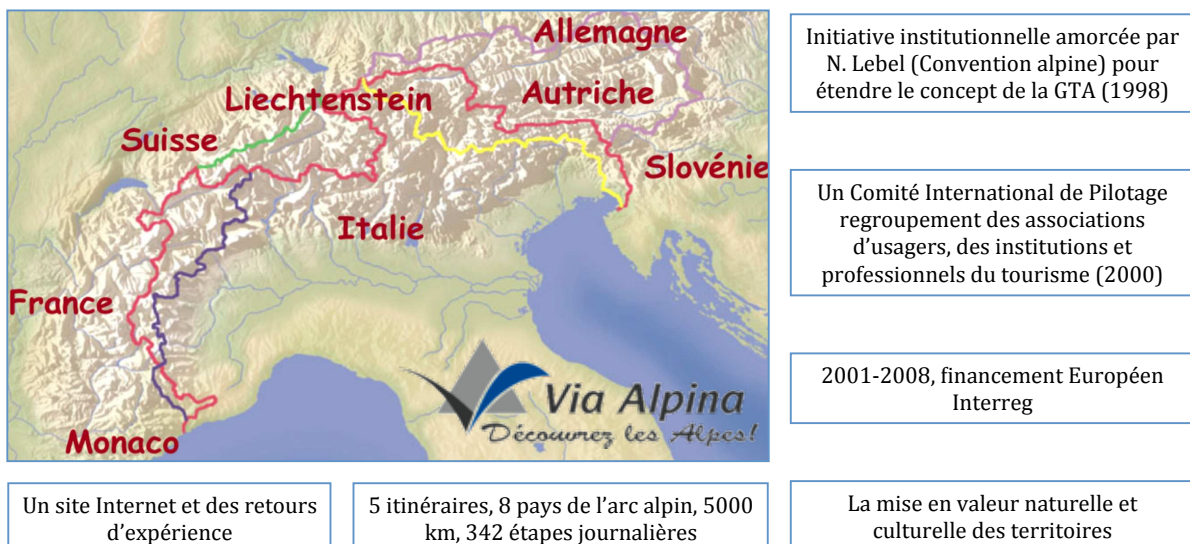 Allemagne
Autriche
Liechtenstein
Suisse
Slovénie
Italie
France
Monaco
Via Alpina
Découvrez les Alpes!
Initiative institutionnelle amorcée par
N. Lebel (Convention alpine) pour
étendre le concept de la GTA (1998)
Un Comité International de Pilotage
regroupement des associations
d’usagers, des institutions et
professionnels du tourisme (2000)
2001-2008, financement Européen
Interreg
Un site Internet et des retours
d’expérience
5 itinéraires, 8 pays de l’arc alpin, 5000
km, 342 étapes journalières
La mise en valeur naturelle et
culturelle des territoires